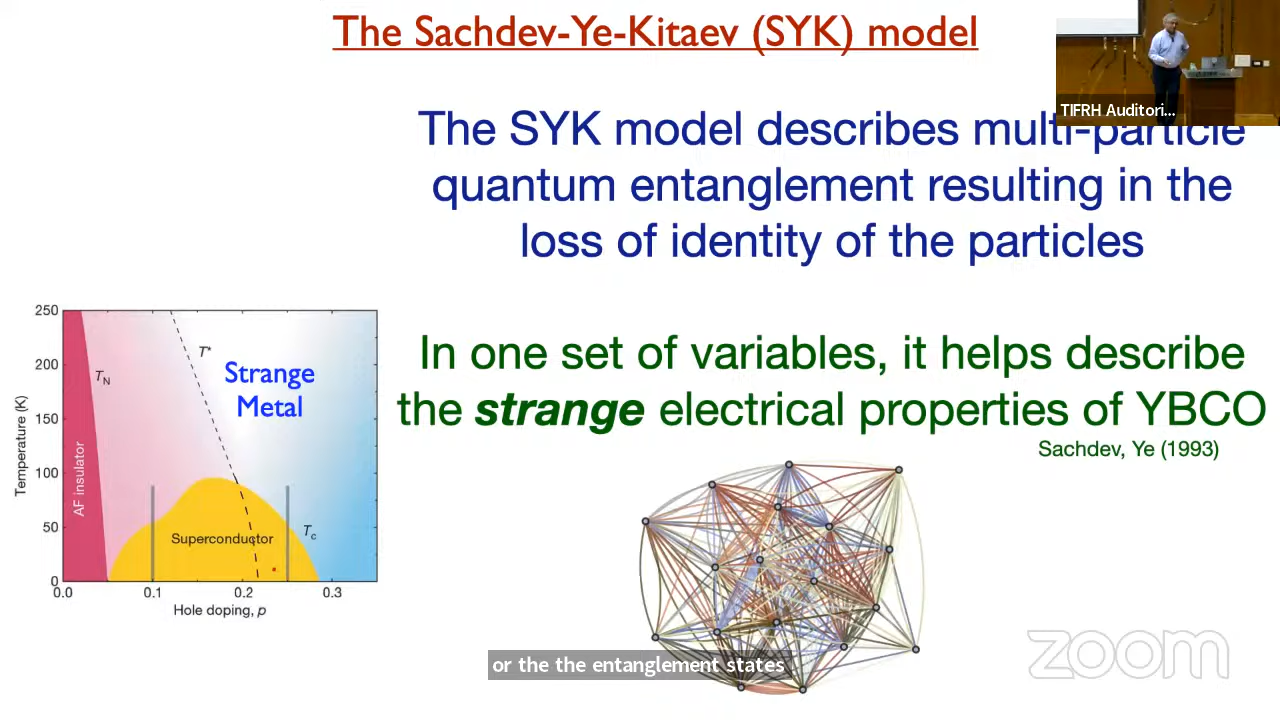 The Sachdev-Ye-Kitaev (SYK) model
TIFRH Auditori...
The SYK model describes multi-particle
quantum entanglement resulting in the
loss of identity of the particles
In one set of variables, it helps describe
the strange electrical properties of YBCO
Sachdev, Ye (1993)
250
200
150
100
50
0
Temperature (K)
0.0
0.1
0.2
0.3
Hole doping, p
AF insulator
TN
T*
Strange
Metal
Superconductor
Tc
or the the entanglement states
zoom